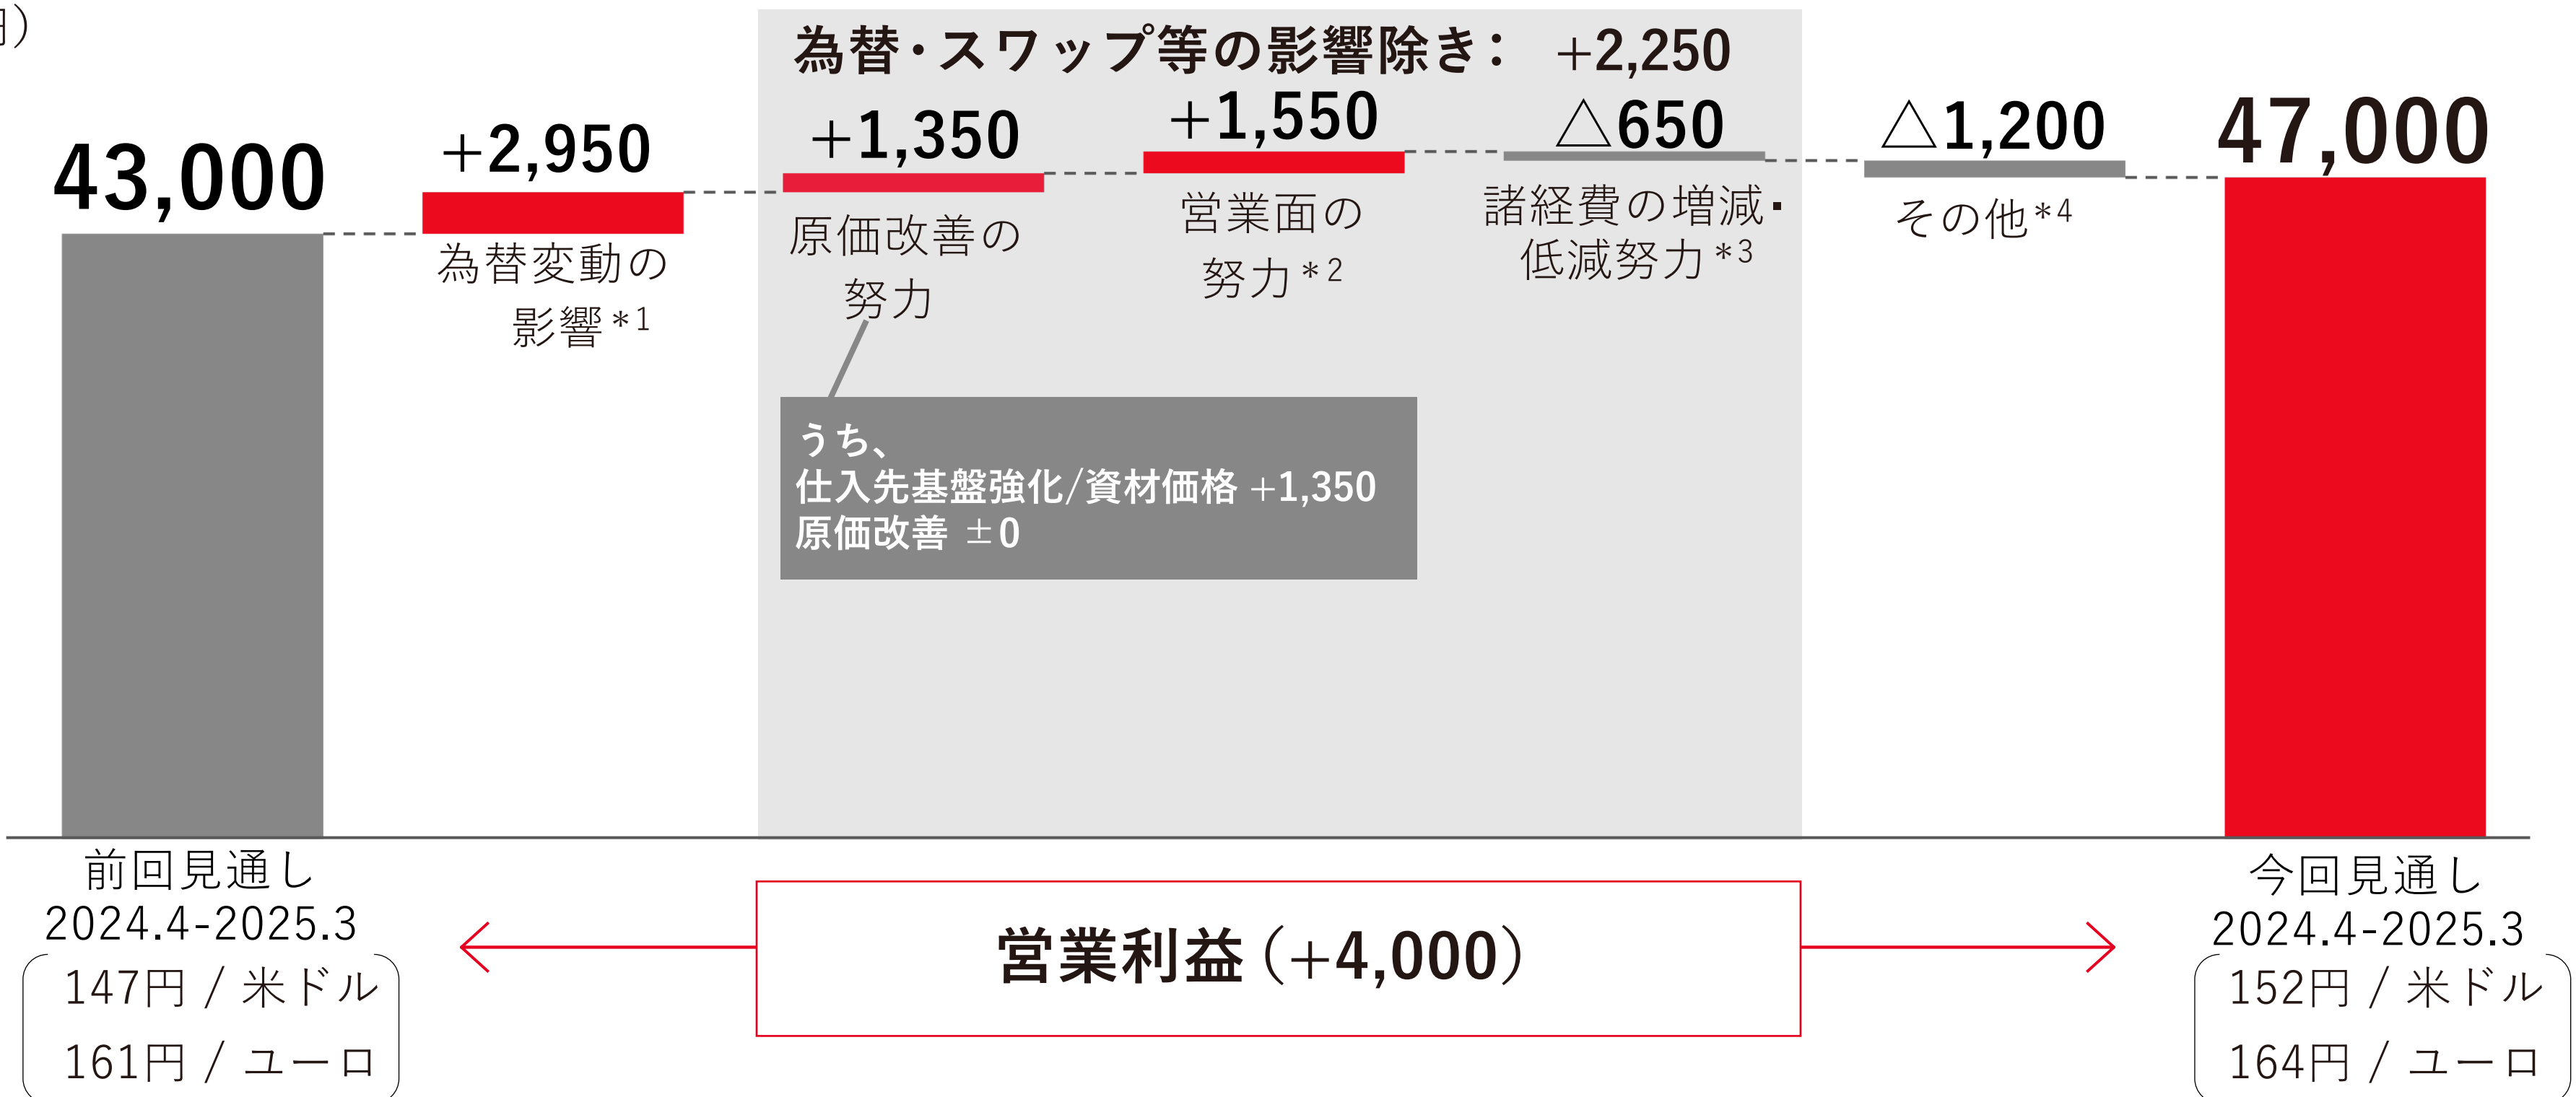 円）
為替・スワップ等の影響除き： +2,250
43,000
+2,950
為替変動の
影響*1
+1,350
原価改善の
努力
+1,550
営業面の
努力*2
△650
諸経費の増減・
低減努力*3
△1,200
その他*4
47,000
うち、
仕入先基盤強化/資材価格 +1,350
原価改善 ±0
前回見通し
2024.4-2025.3
147円 / 米ドル
161円 / ユーロ
営業利益（+4,000）
今回見通し
2024.4-2025.3
152円 / 米ドル
164円 / ユーロ